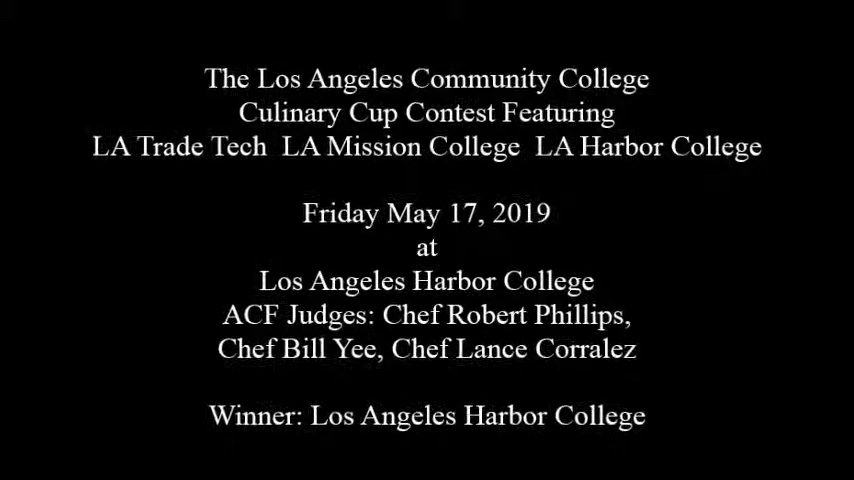 The Los Angeles Community College
Culinary Cup Contest Featuring
LA Trade Tech  LA Mission College  LA Harbor College
Friday May 17, 2019
at
Los Angeles Harbor College
ACF Judges: Chef Robert Phillips,
Chef Bill Yee, Chef Lance Corralez
Winner: Los Angeles Harbor College